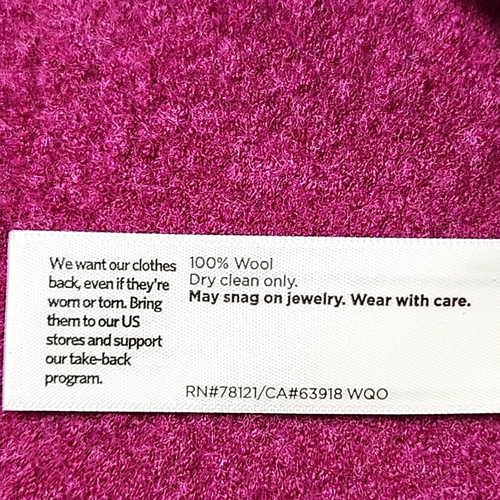 We want our clothes
back, even if they're
worn or torn. Bring
them to our US
stores and support
our take-back
program.
100% Wool
Dry clean only.
May snag on jewelry. Wear with care.
RN#78121/CA#63918 WQO